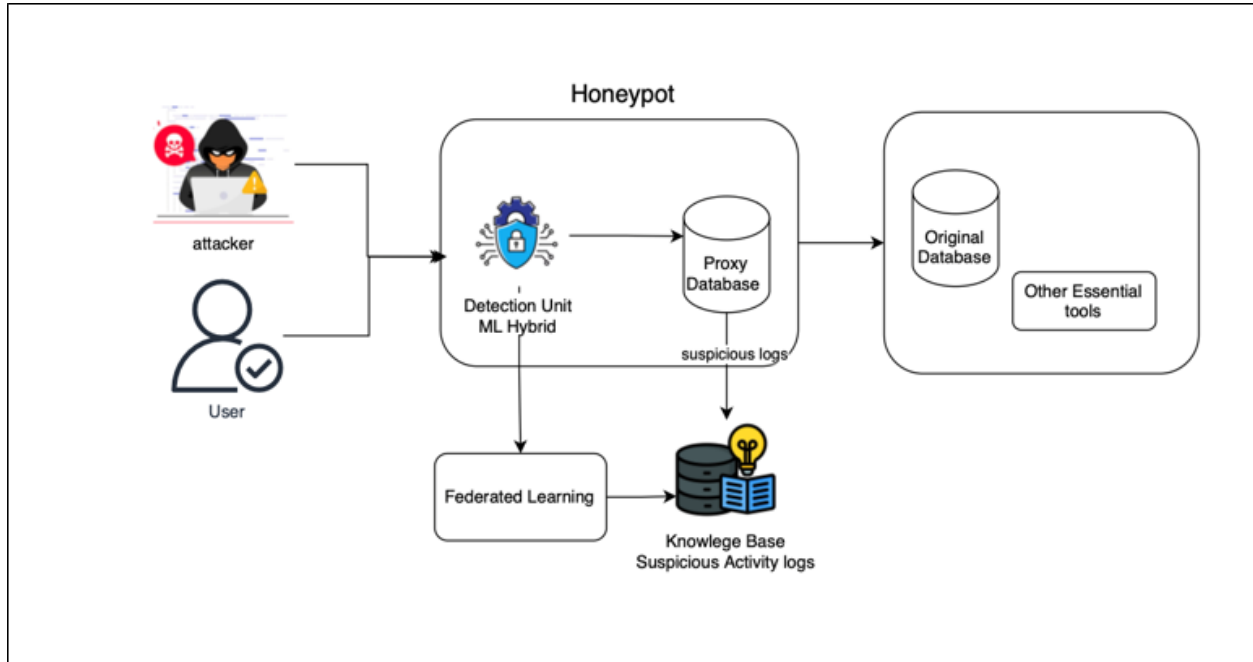 Honeypot
attacker
User
Detection Unit
ML Hybrid
Proxy
Database
suspicious logs
Original
Database
Other Essential
tools
Federated Learning
Knowlege Base
Suspicious Activity logs